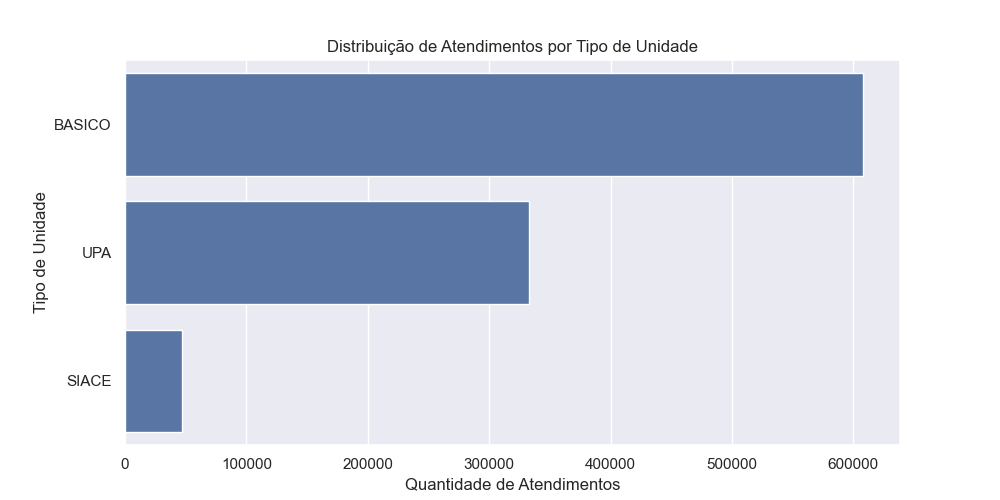 Distribuição de Atendimentos por Tipo de Unidade
Tipo de Unidade
BASICO
UPA
SIACE
0 100000 200000 300000 400000 500000 600000
Quantidade de Atendimentos